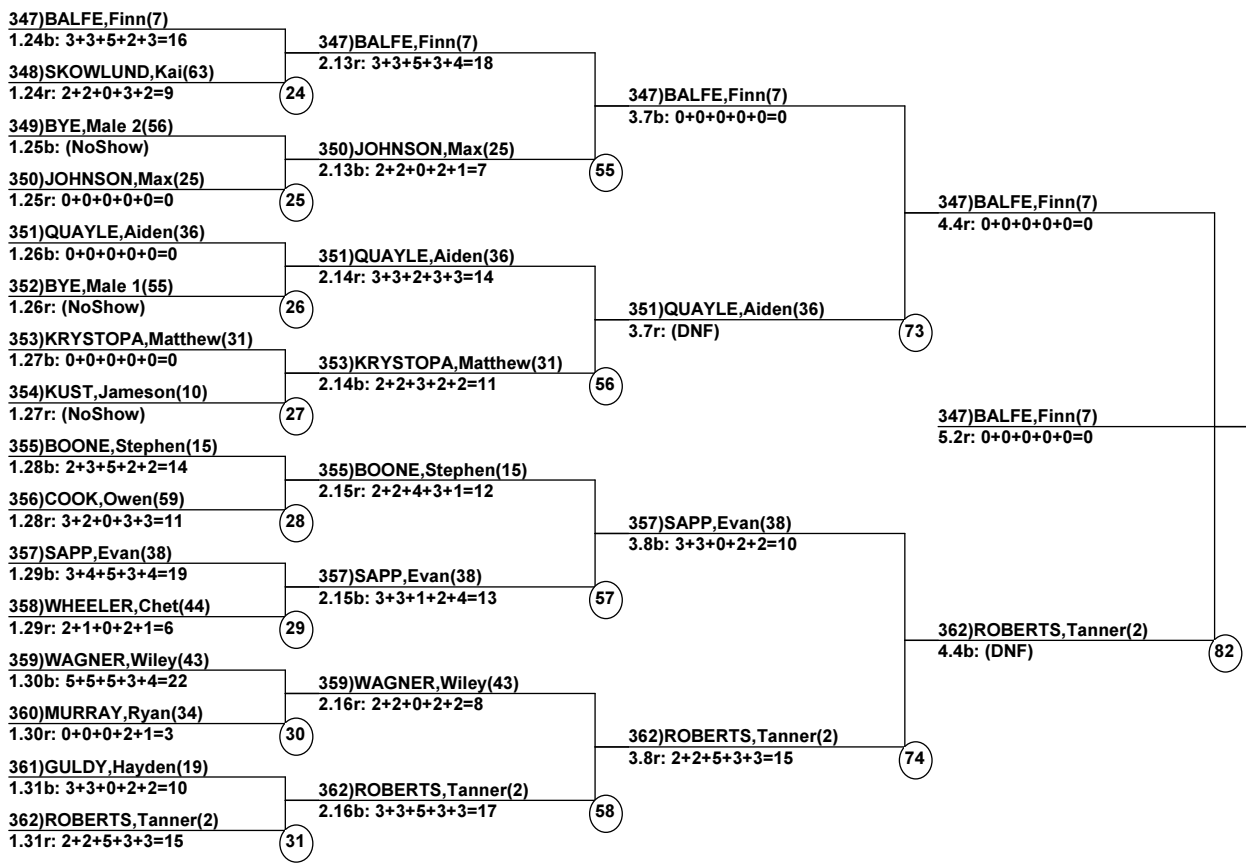 347)BALFE,Finn(7)
1.24b: 3+3+5+2+3=16
348)SKOWLUND,Kai(63)
1.24r: 2+2+0+3+2=9
24
349)BYE,Male 2(56)
1.25b: (NoShow)
350)JOHNSON,Max(25)
1.25r: 0+0+0+0+0=0
25
351)QUAYLE,Aiden(36)
1.26b: 0+0+0+0+0=0
352)BYE,Male 1(55)
1.26r: (NoShow)
26
353)KRYSTOPA,Matthew(31)
1.27b: 0+0+0+0+0=0
354)KUST,Jameson(10)
1.27r: (NoShow)
27
355)BOONE,Stephen(15)
1.28b: 2+3+5+2+2=14
356)COOK,Owen(59)
1.28r: 3+2+0+3+3=11
28
357)SAPP,Evan(38)
1.29b: 3+4+5+3+4=19
358)WHEELER,Chet(44)
1.29r: 2+1+0+2+1=6
29
359)WAGNER,Wiley(43)
1.30b: 5+5+5+3+4=22
360)MURRAY,Ryan(34)
1.30r: 0+0+0+2+1=3
30
361)GULDY,Hayden(19)
1.31b: 3+3+0+2+2=10
362)ROBERTS,Tanner(2)
1.31r: 2+2+5+3+3=15
31
347)BALFE,Finn(7)
2.13r: 3+3+5+3+4=18
350)JOHNSON,Max(25)
2.13b: 2+2+0+2+1=7
55
351)QUAYLE,Aiden(36)
2.14r: 3+3+2+3+3=14
353)KRYSTOPA,Matthew(31)
2.14b: 2+2+3+2+2=11
56
355)BOONE,Stephen(15)
2.15r: 2+2+4+3+1=12
357)SAPP,Evan(38)
2.15b: 3+3+1+2+4=13
57
359)WAGNER,Wiley(43)
2.16r: 2+2+0+2+2=8
362)ROBERTS,Tanner(2)
2.16b: 3+3+5+3+3=17
58
347)BALFE,Finn(7)
3.7b: 0+0+0+0+0=0
351)QUAYLE,Aiden(36)
3.7r: (DNF)
73
357)SAPP,Evan(38)
3.8b: 3+3+0+2+2=10
362)ROBERTS,Tanner(2)
3.8r: 2+2+5+3+3=15
74
347)BALFE,Finn(7)
4.4r: 0+0+0+0+0=0
362)ROBERTS,Tanner(2)
4.4b: (DNF)
82
347)BALFE,Finn(7)
5.2r: 0+0+0+0+0=0